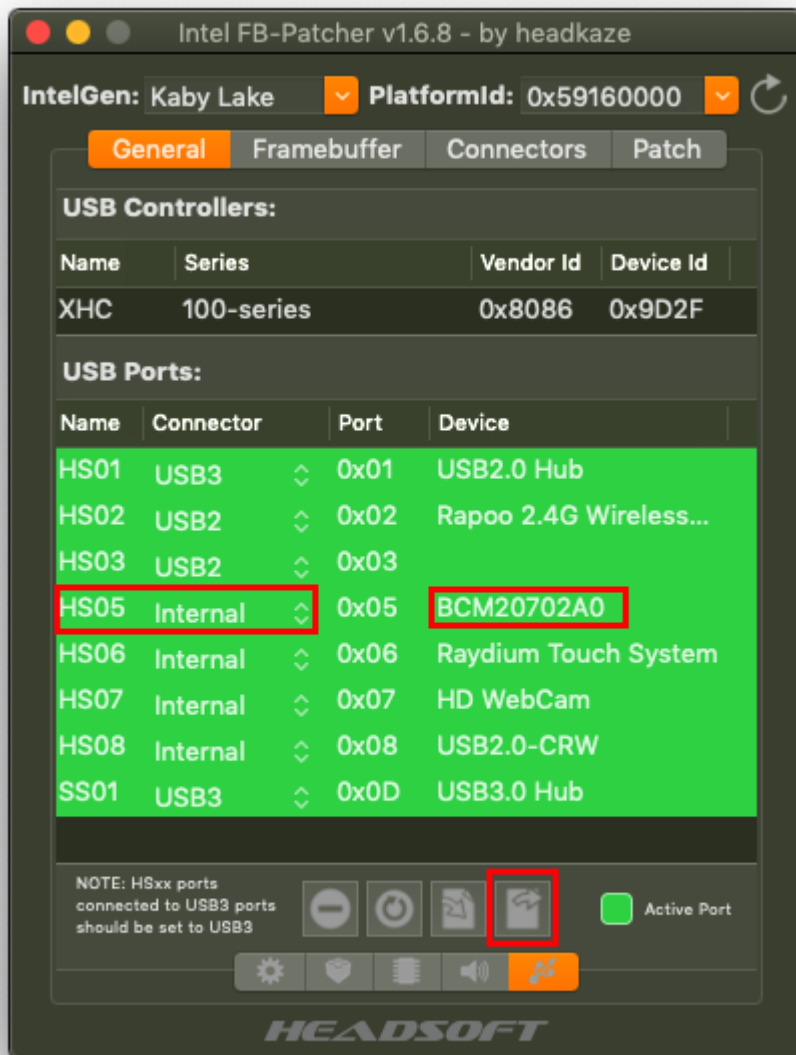 Intel FB-Patcher v1.6.8 - by headkaze
IntelGen: Kaby Lake PlatformId: 0x59160000
General Framebuffer Connectors Patch
USB Controllers:
Name Series Vendor Id Device Id
XHC 100-series 0x8086 0x9D2F
USB Ports:
Name Connector Port Device
HS01 USB3 0x01 USB2.0 Hub
HS02 USB2 0x02 Rapoo 2.4G Wireless...
HS03 USB2 0x03
HS05 Internal 0x05 BCM20702A0
HS06 Internal 0x06 Raydium Touch System
HS07 Internal 0x07 HD WebCam
HS08 Internal 0x08 USB2.0-CRW
SS01 USB3 0x0D USB3.0 Hub
NOTE: HSxx ports
connected to USB3 ports
should be set to USB3
Active Port
HEADSOFT